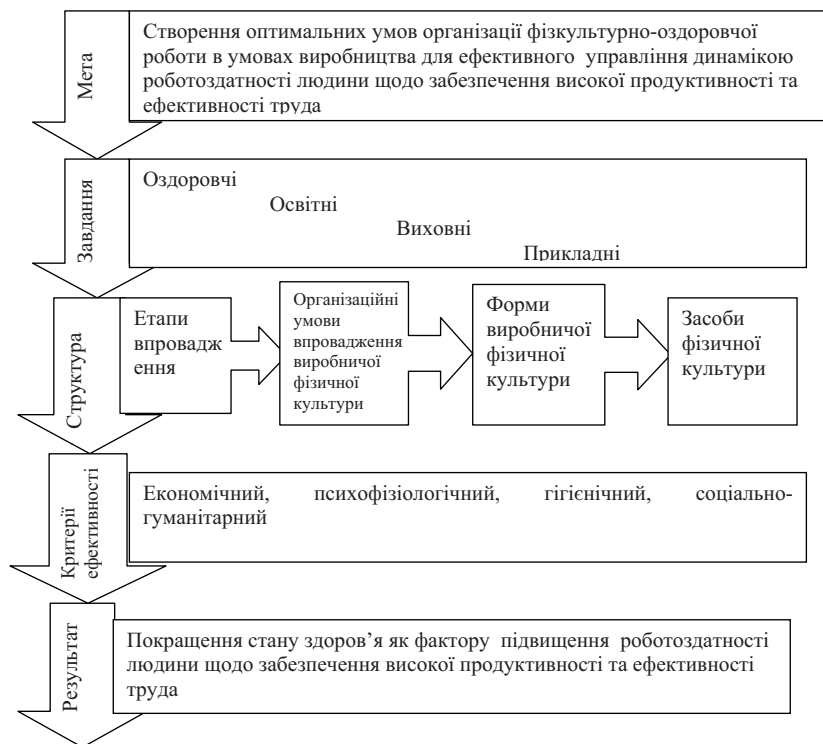 Мета
Створення оптимальних умов організації фізкультурно-оздоровчої
роботи в умовах виробництва для ефективного управління динамікою
роботоздатності людини щодо забезпечення високої продуктивності та
ефективності труда
Завдання
Оздоровчі
Освітні
Виховні
Прикладні
Структура
Етапи
впровадж
ення
Організаційні
умови
впровадження
виробничої
фізичної
культури
Форми
виробничої
фізичної
культури
Засоби
фізичної
культури
Критерії
ефективності
Економічний, психофізіологічний, гігієнічний, соціально-
гуманітарний
Результат
Покращення стану здоров’я як фактору підвищення роботоздатності
людини щодо забезпечення високої продуктивності та ефективності
труда